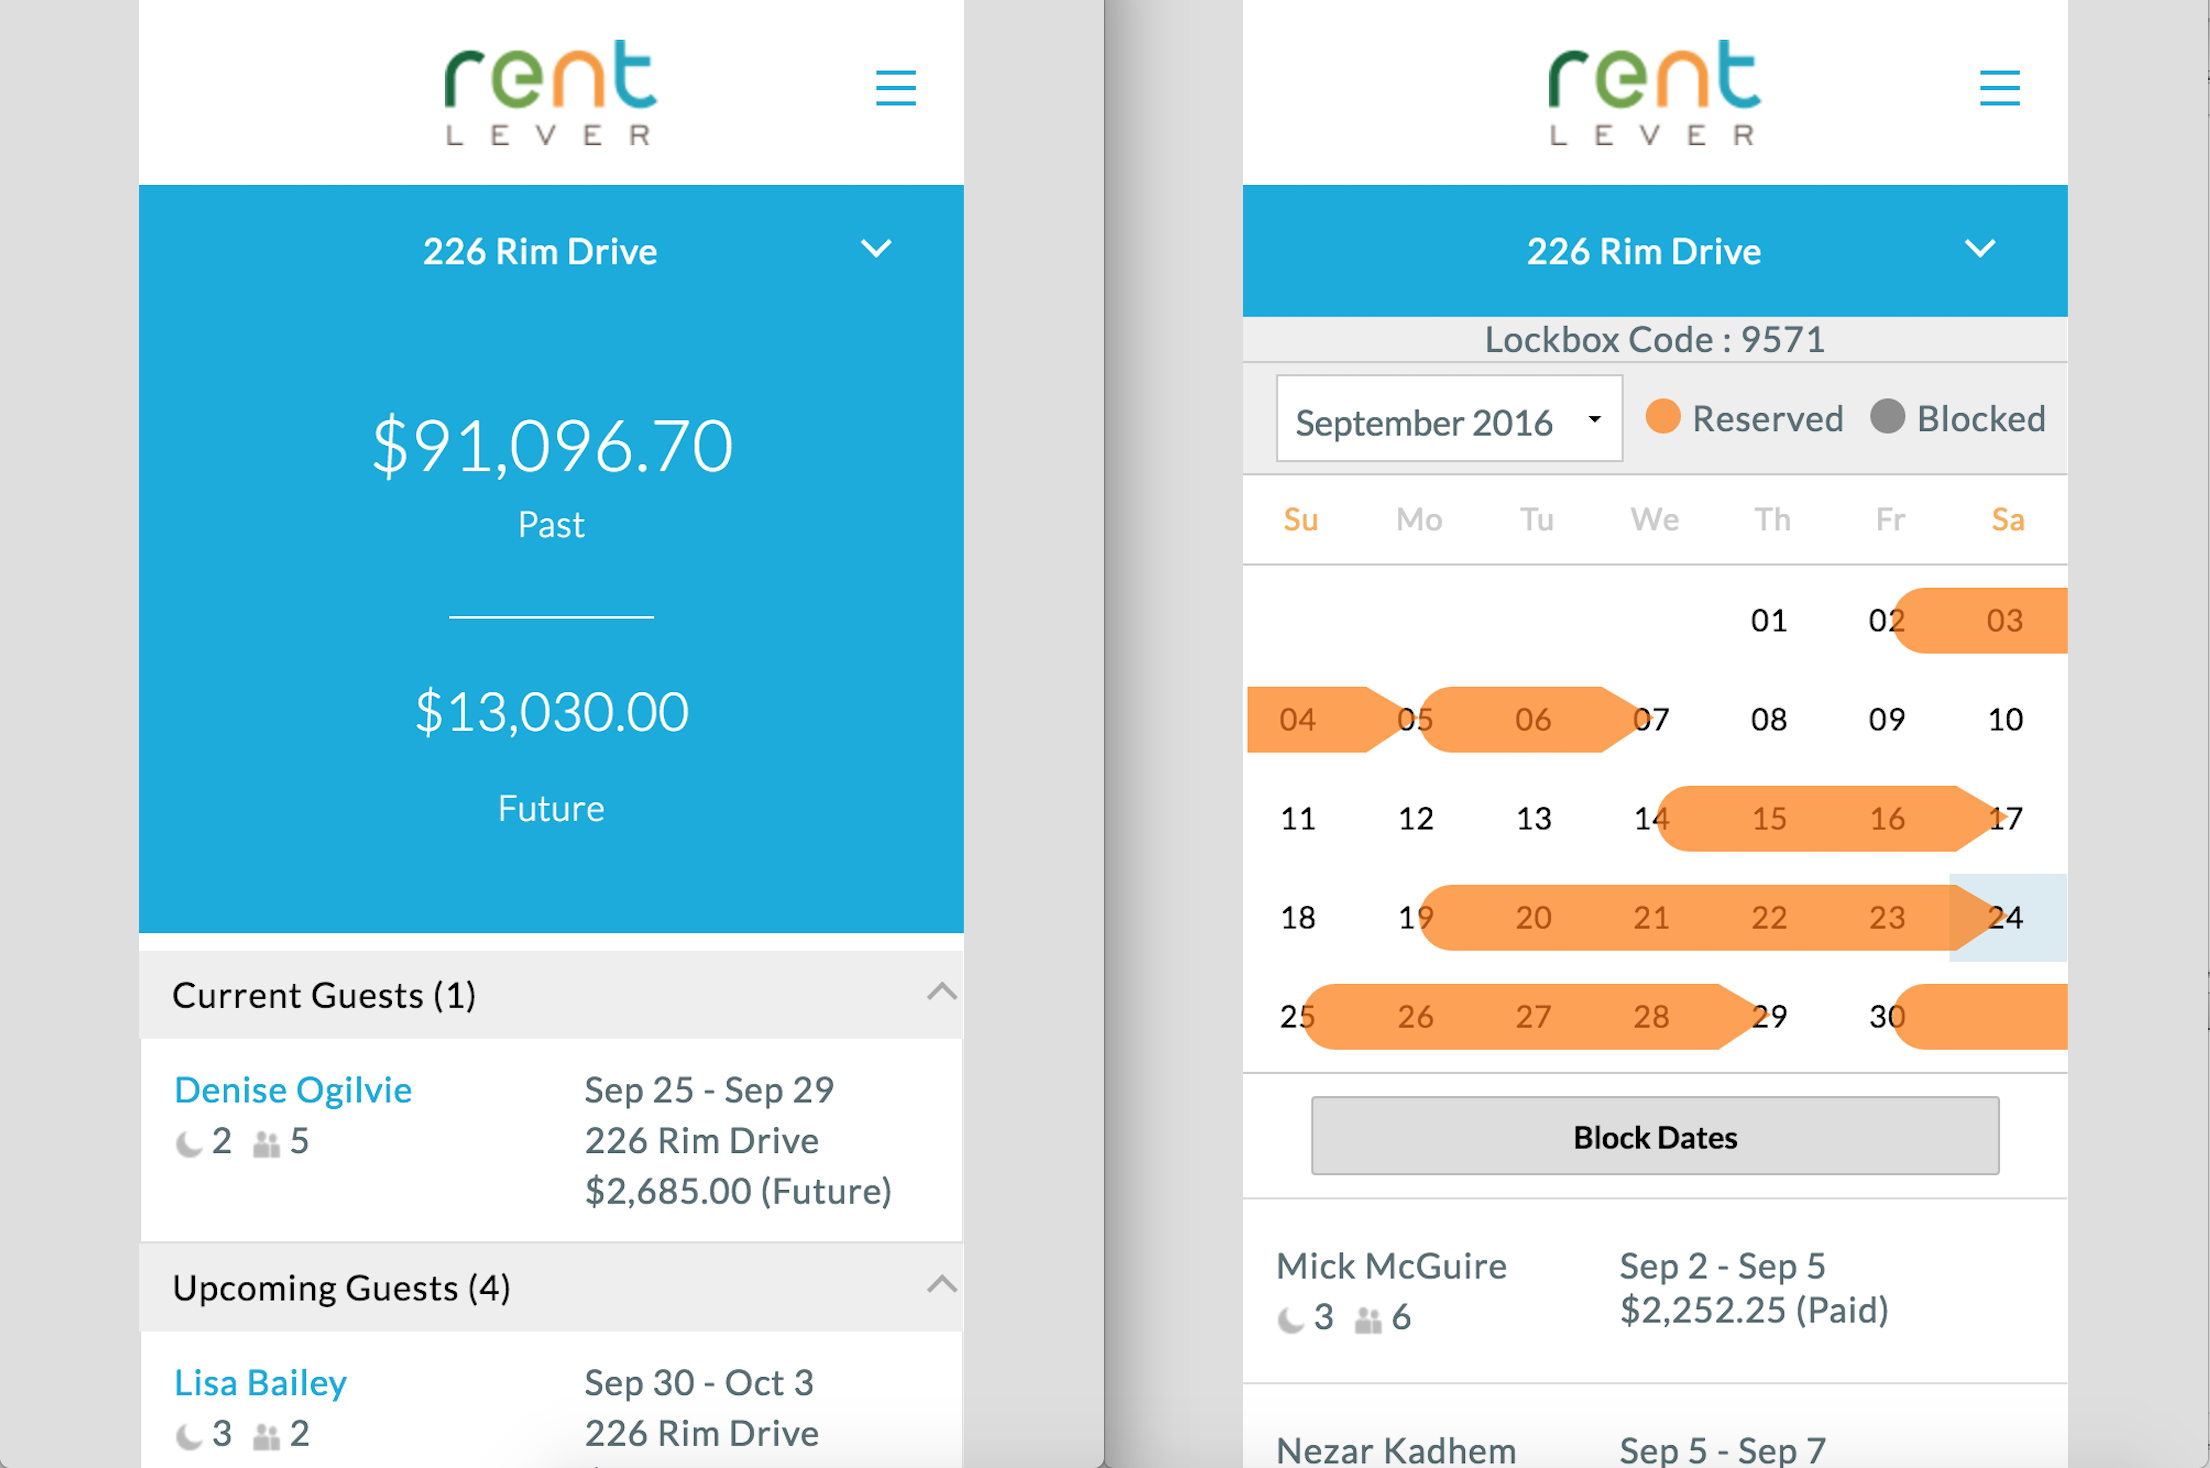 rent
LEVER
226 Rim Drive
$91,096.70
Past
$13,030.00
Future
Current Guests (1)
Denise Ogilvie
2 5
Sep 25 - Sep 29
226 Rim Drive
$2,685.00 (Future)
Upcoming Guests (4)
Lisa Bailey
3 2
Sep 30 - Oct 3
226 Rim Drive
rent
LEVER
226 Rim Drive
Lockbox Code : 9571
September 2016 Reserved Blocked
Su Mo Tu We Th Fr Sa
01 02 03
04 05 06 07 08 09 10
11 12 13 14 15 16 17
18 19 20 21 22 23 24
25 26 27 28 29 30
Block Dates
Mick McGuire
3 6
Sep 2 - Sep 5
$2,252.25 (Paid)
Nezar Kadhem
Sep 5 - Sep 7